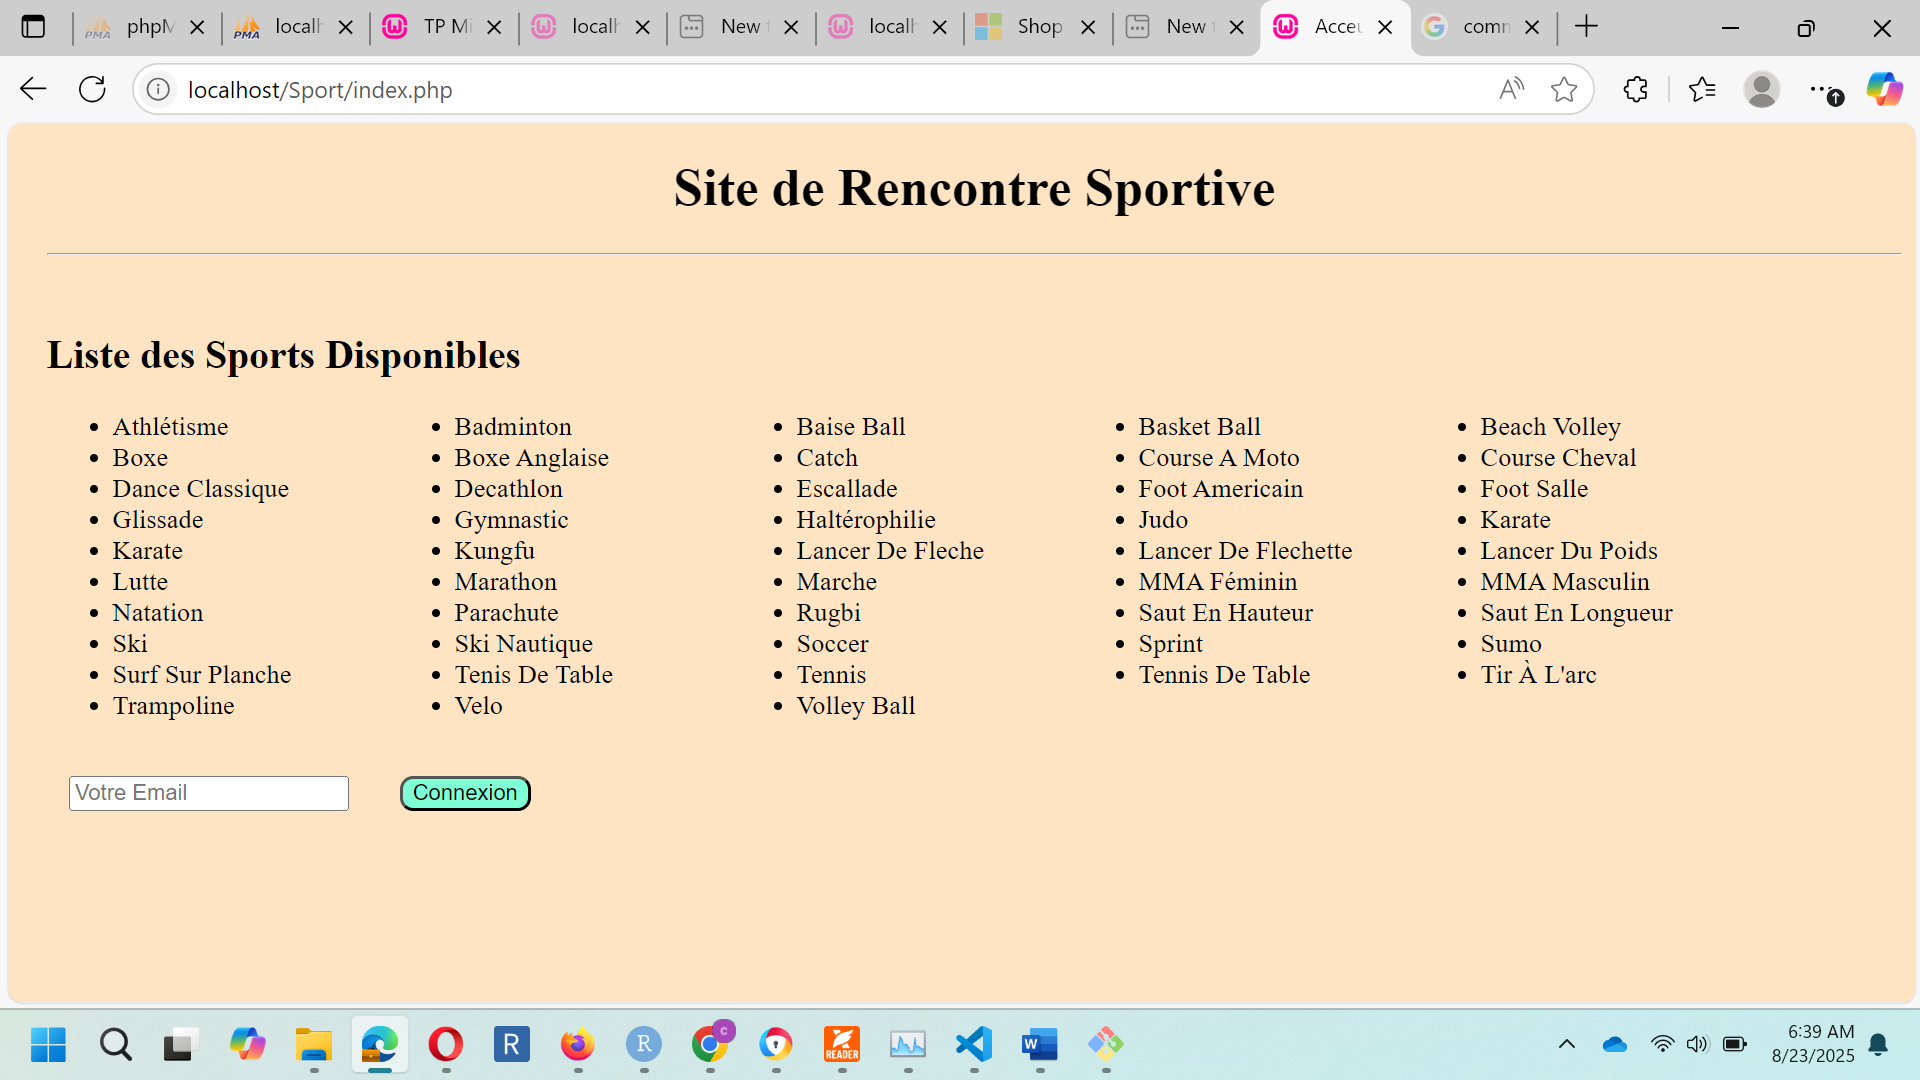 phpM localh TP Mi localh New t localh Shop New t Acceu comm
localhost/Sport/index.php
Site de Rencontre Sportive
Liste des Sports Disponibles
Athlétisme Badminton Baise Ball Basket Ball Beach Volley
Boxe Boxe Anglaise Catch Course A Moto Course Cheval
Dance Classique Decathlon Escallade Foot Americain Foot Salle
Glissade Gymnastic Haltérophilie Judo Karate
Karate Kungfu Lancer De Fleche Lancer De Flechette Lancer Du Poids
Lutte Marathon Marche MMA Féminin MMA Masculin
Natation Parachute Rugbi Saut En Hauteur Saut En Longueur
Ski Ski Nautique Soccer Sprint Sumo
Surf Sur Planche Tenis De Table Tennis Tennis De Table Tir À L'arc
Trampoline Velo Volley Ball
Votre Email Connexion
6:39 AM
8/23/2025